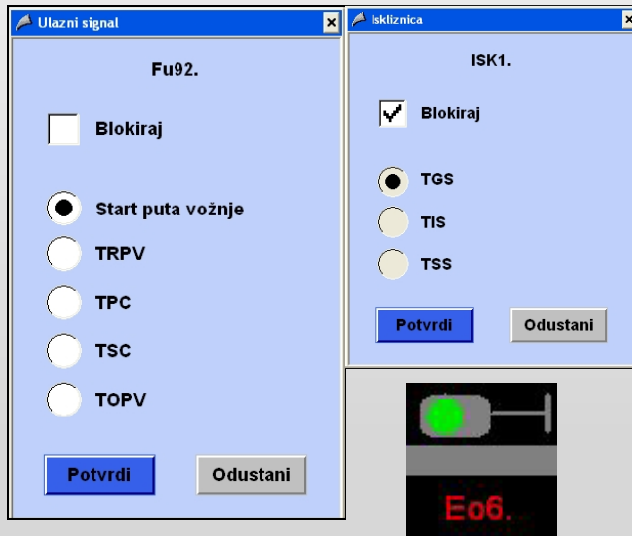 Ulazni signal
Fu92.
Blokiraj
Start puta vožnje
TRPV
TPC
TSC
TOPV
Potvrdi
Odustani
Iskliznica
ISK1.
Blokiraj
TGS
TIS
TSS
Potvrdi
Odustani
Eo6.